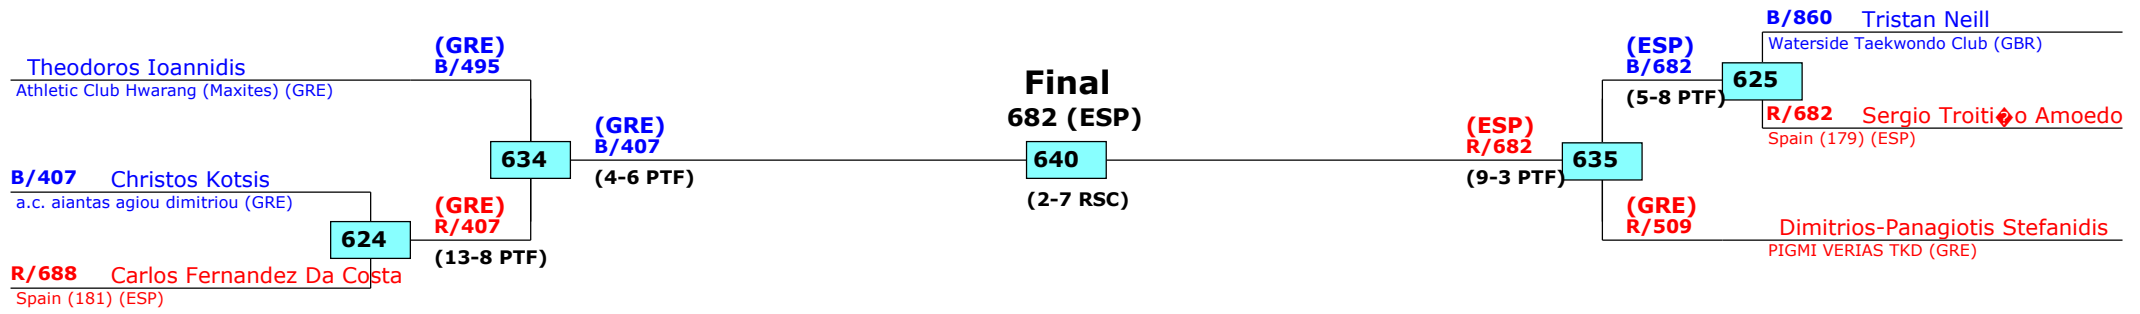 Theodoros Ioannidis
Athletic Club Hwarang (Maxites) (GRE)
(GRE)
B/495
B/407 Christos Kotsis
a.c. aiantas agiou dimitriou (GRE)
R/688 Carlos Fernandez Da Costa
Spain (181) (ESP)
624
(GRE)
R/407
(13-8 PTF)
634
(GRE)
B/407
(4-6 PTF)
Final
682 (ESP)
640
(2-7 RSC)
(ESP)
R/682
(9-3 PTF)
635
(ESP)
B/682
(5-8 PTF)
625
B/860 Tristan Neill
Waterside Taekwondo Club (GBR)
R/682 Sergio Troiti�o Amoedo
Spain (179) (ESP)
(GRE)
R/509
Dimitrios-Panagiotis Stefanidis
PIGMI VERIAS TKD (GRE)